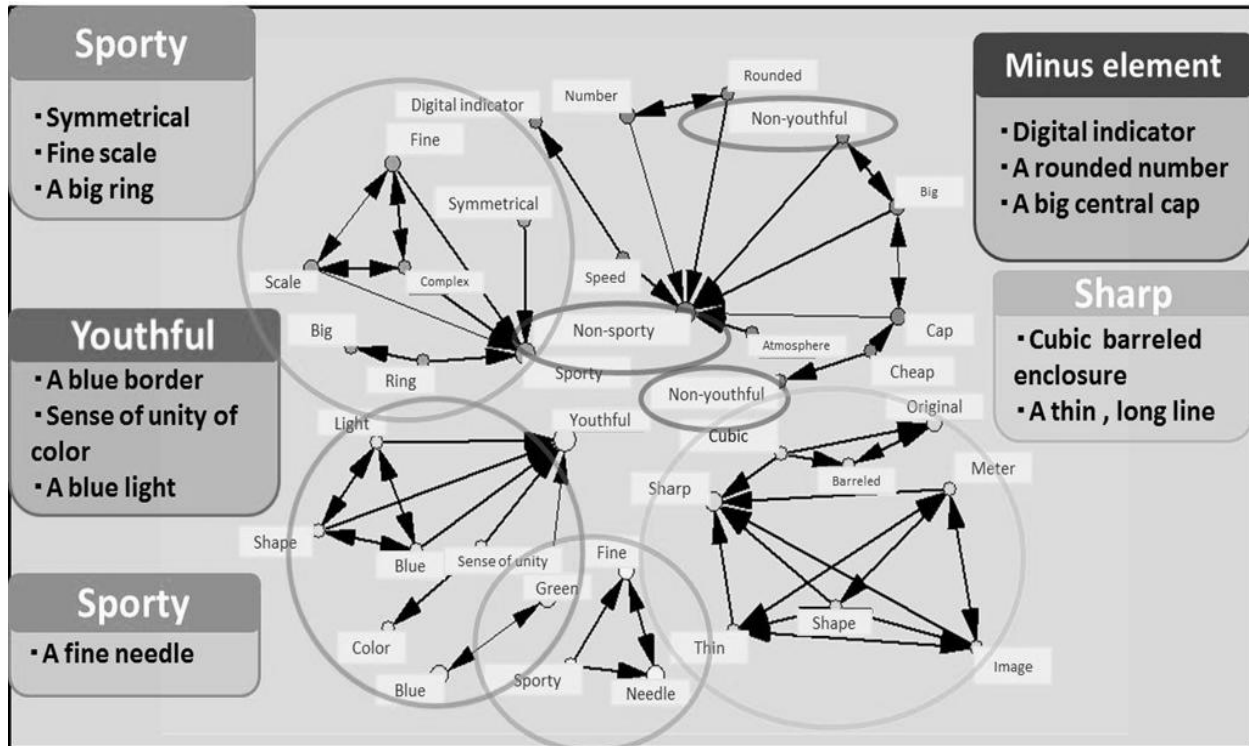 Sporty
・Symmetrical
・Fine scale
・A big ring
Youthful
・A blue border
・Sense of unity of
color
・A blue light
Sporty
・A fine needle
Minus element
・Digital indicator
・A rounded number
・A big central cap
Sharp
・Cubic barreled
enclosure
・A thin , long line
Rounded
Number
Digital indicator
Non-youthful
Fine
Big
Symmetrical
Speed
Scale
Complex
Non-sporty
Cap
Atmosphere
Big
Ring
Sporty
Cheap
Non-youthful
Original
Light
Youthful
Cubic
Meter
Sharp
Barreled
Shape
Blue
Sense of unity
Fine
Green
Color
Thin
Shape
Image
Blue
Sporty
Needle